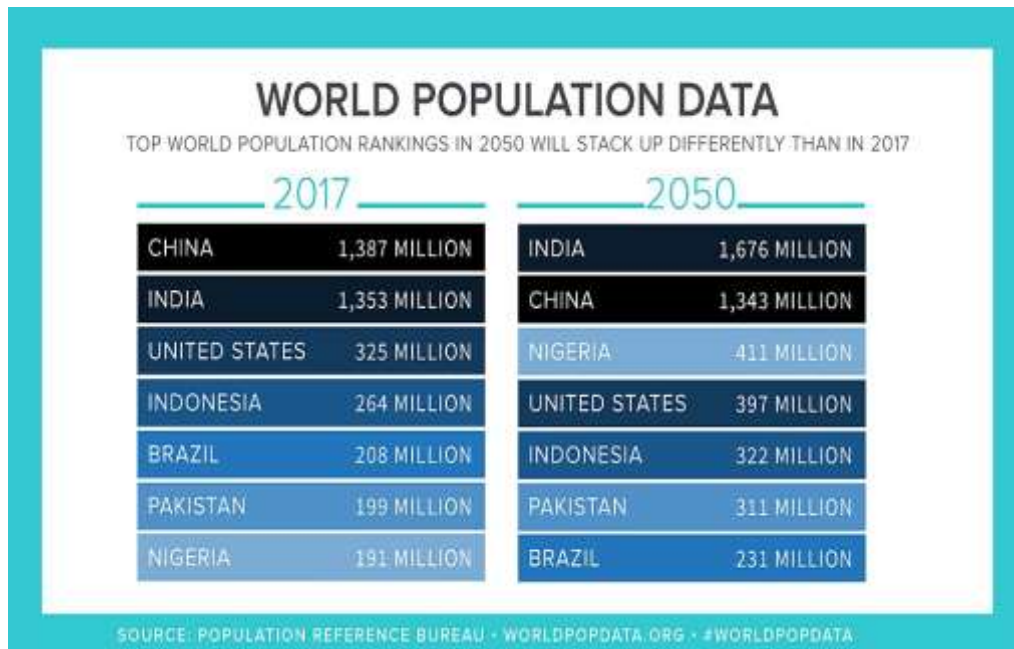 WORLD POPULATION DATA
TOP WORLD POPULATION RANKINGS IN 2050 WILL STACK UP DIFFERENTLY THAN IN 2017
2017
CHINA 1,387 MILLION
INDIA 1,353 MILLION
UNITED STATES 325 MILLION
INDONESIA 264 MILLION
BRAZIL 208 MILLION
PAKISTAN 199 MILLION
NIGERIA 191 MILLION
2050
INDIA 1,676 MILLION
CHINA 1,343 MILLION
NIGERIA 411 MILLION
UNITED STATES 397 MILLION
INDONESIA 322 MILLION
PAKISTAN 311 MILLION
BRAZIL 231 MILLION
SOURCE: POPULATION REFERENCE BUREAU • WORLDPOPDATA.ORG • #WORLDPOPDATA